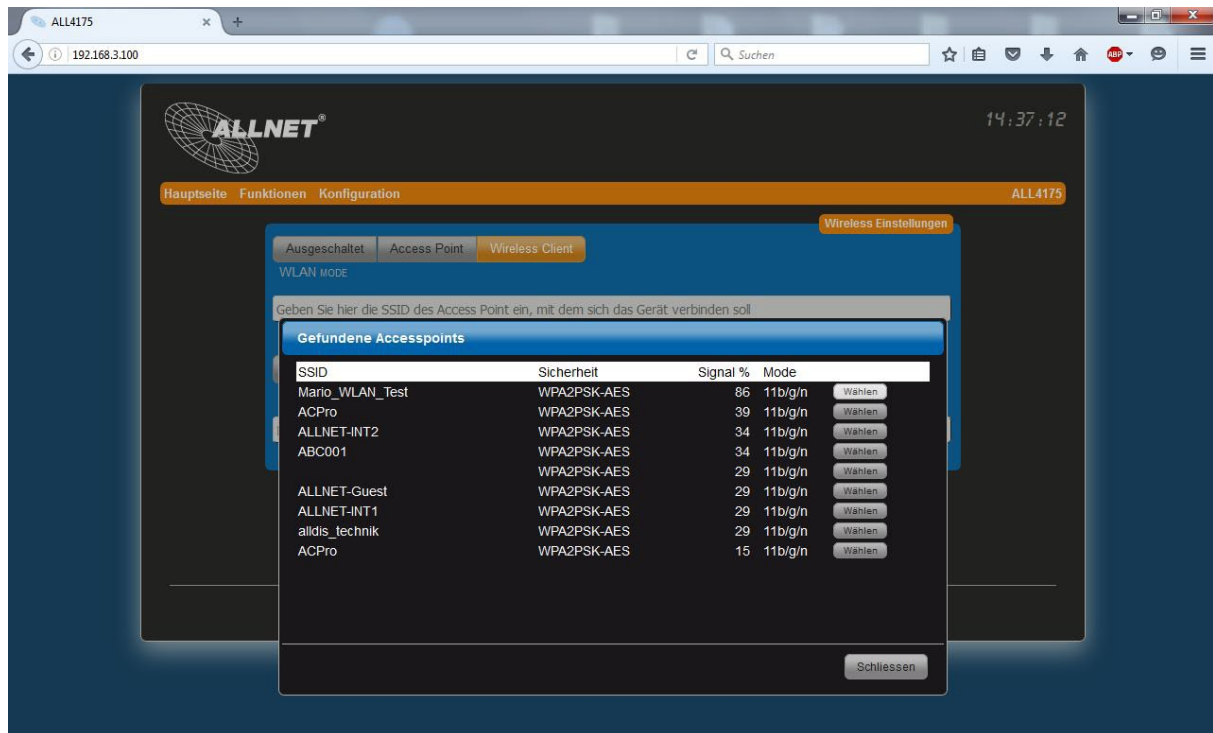 ALL4175
192.168.3.100
Suchen
ABP
ALLNET®
14:37:12
Hauptseite Funktionen Konfiguration ALL4175
Wireless Einstellungen
Ausgeschaltet Access Point Wireless Client
WLAN MODE
Geben Sie hier die SSID des Access Point ein, mit dem sich das Gerät verbinden soll
Gefundene Accesspoints
SSID Sicherheit Signal % Mode
Mario_WLAN_Test WPA2PSK-AES 86 11b/g/n Wählen
ACPro WPA2PSK-AES 39 11b/g/n Wählen
ALLNET-INT2 WPA2PSK-AES 34 11b/g/n Wählen
ABC001 WPA2PSK-AES 34 11b/g/n Wählen
WPA2PSK-AES 29 11b/g/n Wählen
ALLNET-Guest WPA2PSK-AES 29 11b/g/n Wählen
ALLNET-INT1 WPA2PSK-AES 29 11b/g/n Wählen
alldis_technik WPA2PSK-AES 29 11b/g/n Wählen
ACPro WPA2PSK-AES 15 11b/g/n Wählen
Schliessen